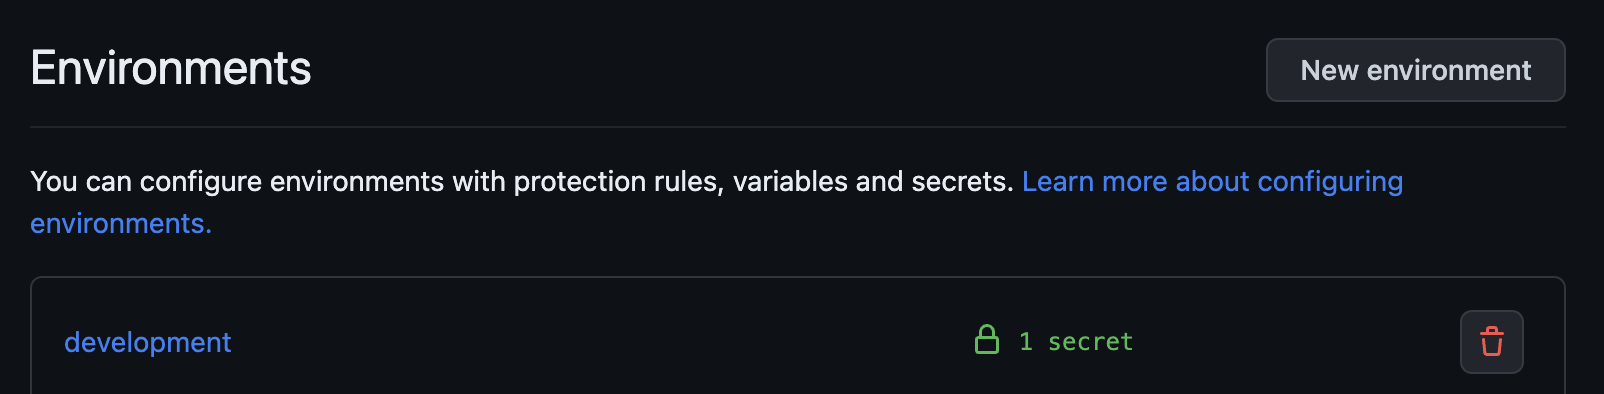 Environments
New environment
You can configure environments with protection rules, variables and secrets. Learn more about configuring
environments.
development
1 secret